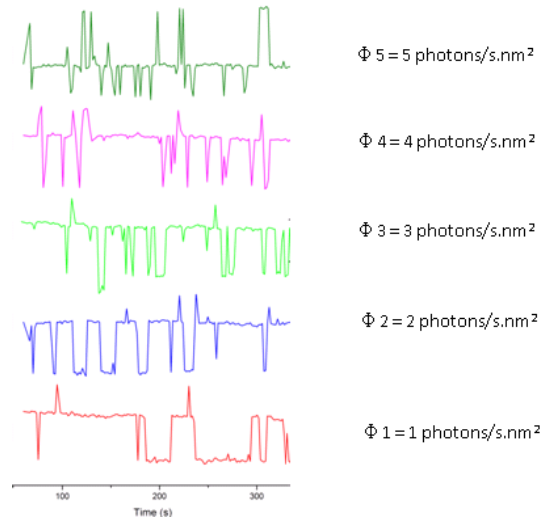 Φ 5 = 5 photons/s.nm²
Φ 4 = 4 photons/s.nm²
Φ 3 = 3 photons/s.nm²
Φ 2 = 2 photons/s.nm²
Φ 1 = 1 photons/s.nm²
100 200 300
Time (s)